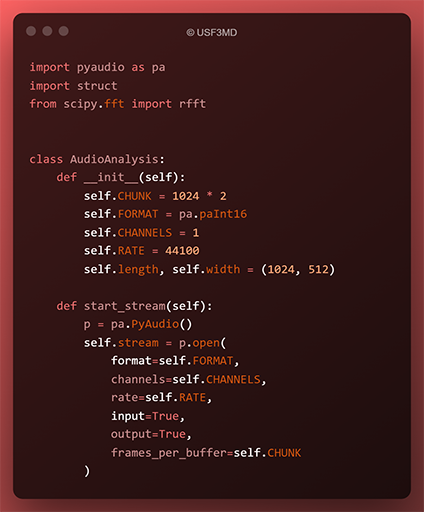 © USF3MD
import pyaudio as pa
import struct
from scipy.fft import rfft
class AudioAnalysis:
    def __init__(self):
        self.CHUNK = 1024 * 2
        self.FORMAT = pa.paInt16
        self.CHANNELS = 1
        self.RATE = 44100
        self.length, self.width = (1024, 512)
    def start_stream(self):
        p = pa.PyAudio()
        self.stream = p.open(
            format=self.FORMAT,
            channels=self.CHANNELS,
            rate=self.RATE,
            input=True,
            output=True,
            frames_per_buffer=self.CHUNK
        )